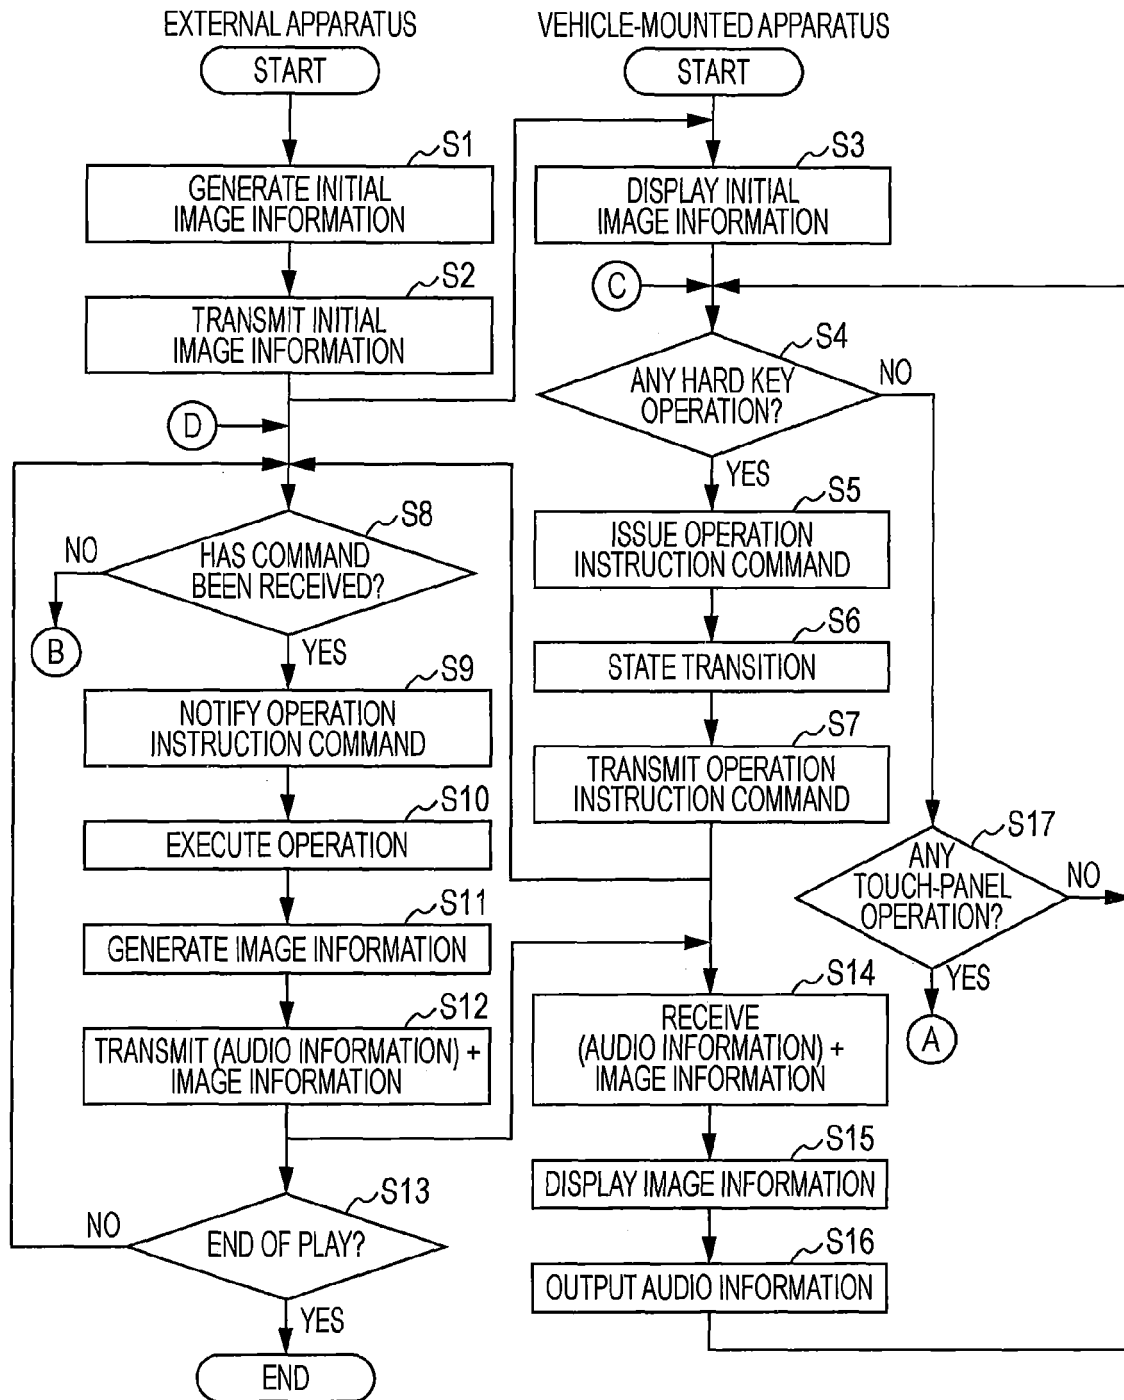 EXTERNAL APPARATUS
START
S1
GENERATE INITIAL
IMAGE INFORMATION
S2
TRANSMIT INITIAL
IMAGE INFORMATION
D
S8
HAS COMMAND
BEEN RECEIVED?
NO
B
YES
S9
NOTIFY OPERATION
INSTRUCTION COMMAND
S10
EXECUTE OPERATION
S11
GENERATE IMAGE INFORMATION
S12
TRANSMIT (AUDIO INFORMATION) +
IMAGE INFORMATION
S13
END OF PLAY?
NO
YES
END
VEHICLE-MOUNTED APPARATUS
START
S3
DISPLAY INITIAL
IMAGE INFORMATION
C
S4
ANY HARD KEY
OPERATION?
NO
YES
S5
ISSUE OPERATION
INSTRUCTION COMMAND
S6
STATE TRANSITION
S7
TRANSMIT OPERATION
INSTRUCTION COMMAND
S17
ANY
TOUCH-PANEL
OPERATION?
NO
YES
A
S14
RECEIVE
(AUDIO INFORMATION) +
IMAGE INFORMATION
S15
DISPLAY IMAGE INFORMATION
S16
OUTPUT AUDIO INFORMATION